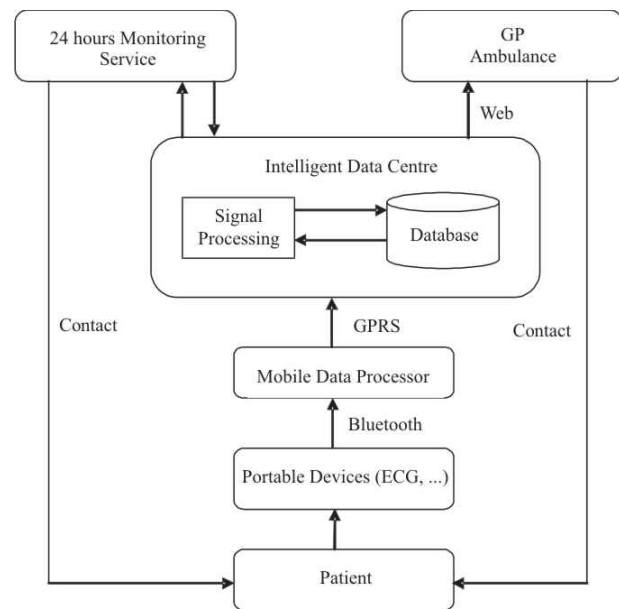 24 hours Monitoring
Service
GP
Ambulance
Web
Intelligent Data Centre
Signal
Processing
Database
Contact
GPRS
Contact
Mobile Data Processor
Bluetooth
Portable Devices (ECG, ...)
Patient